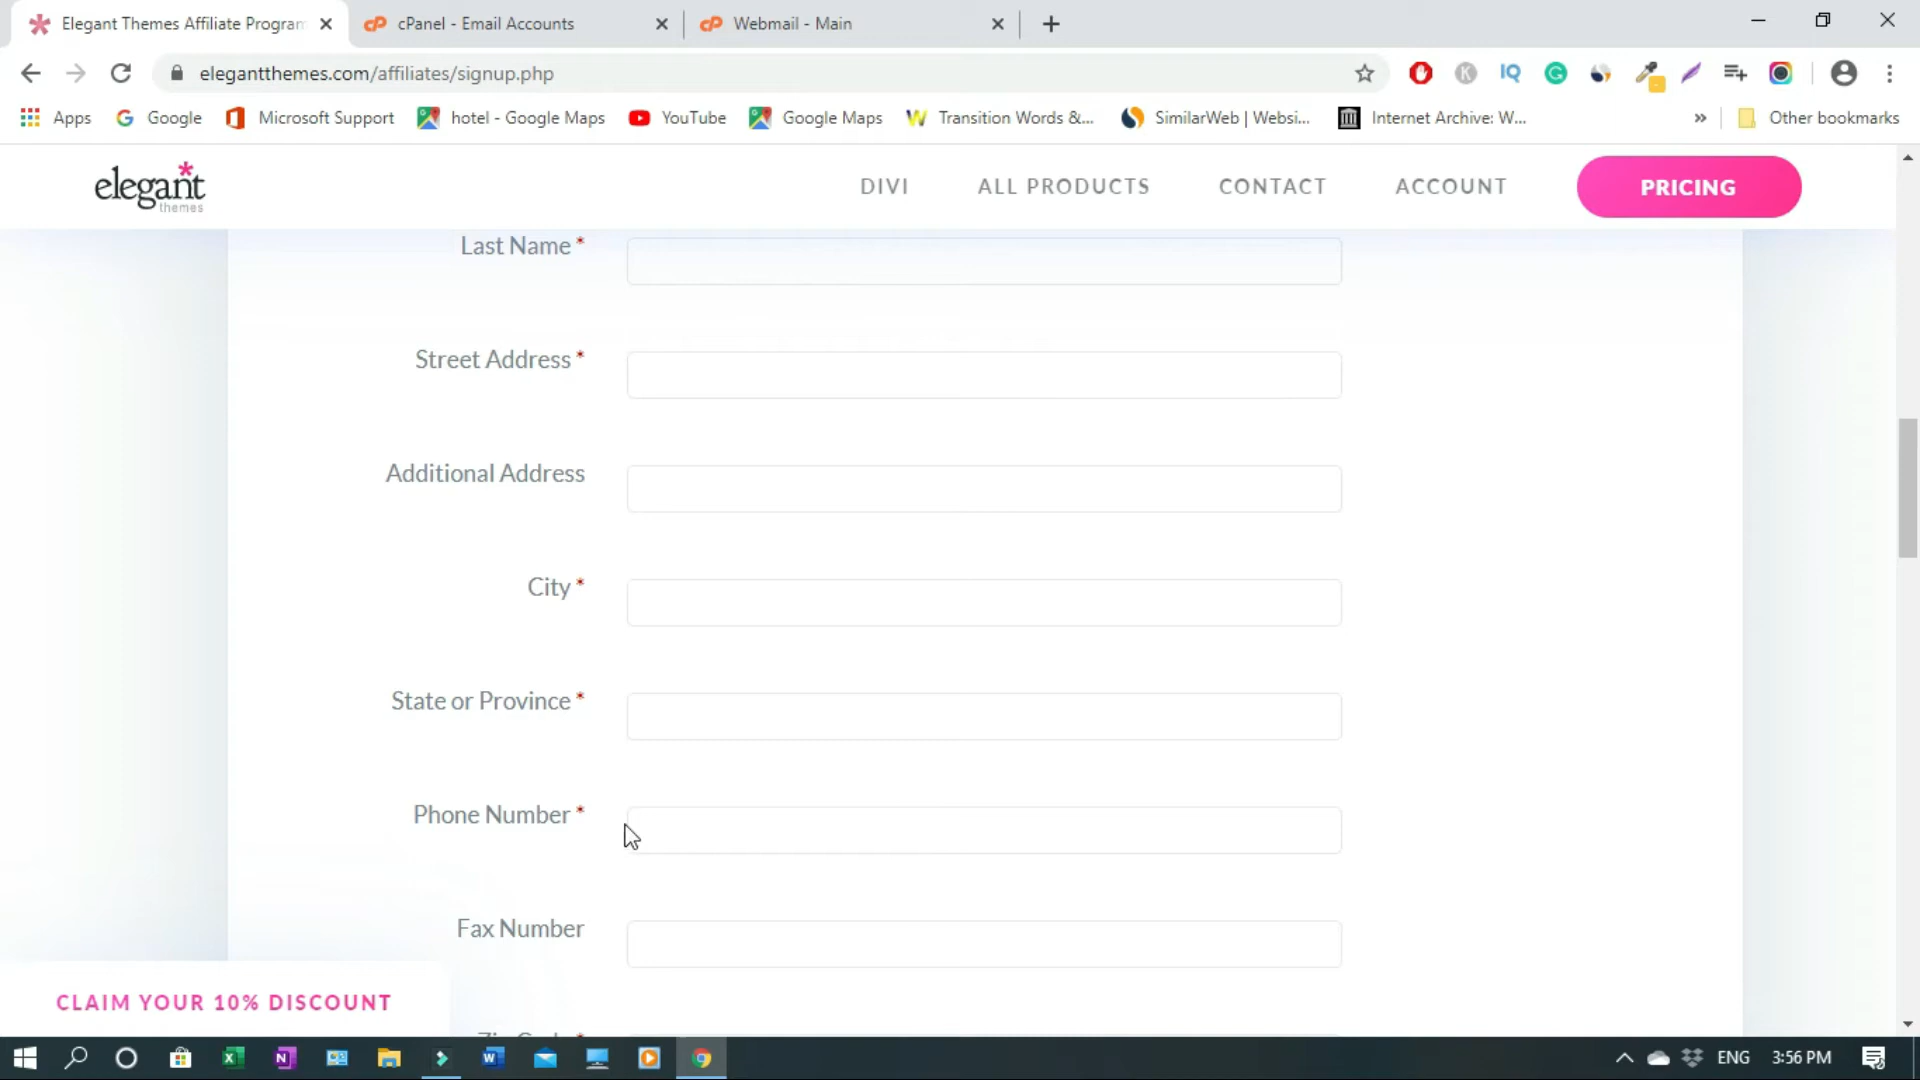 Elegant Themes Affiliate Program
cPanel - Email Accounts
Webmail - Main
elegantthemes.com/affiliates/signup.php
Apps
Google
Microsoft Support
hotel - Google Maps
YouTube
Google Maps
Transition Words &...
SimilarWeb | Websi...
Internet Archive: W...
Other bookmarks
elegant
themes
DIVI
ALL PRODUCTS
CONTACT
ACCOUNT
PRICING
Last Name *
Street Address *
Additional Address
City *
State or Province *
Phone Number *
Fax Number
CLAIM YOUR 10% DISCOUNT
ENG
3:56 PM